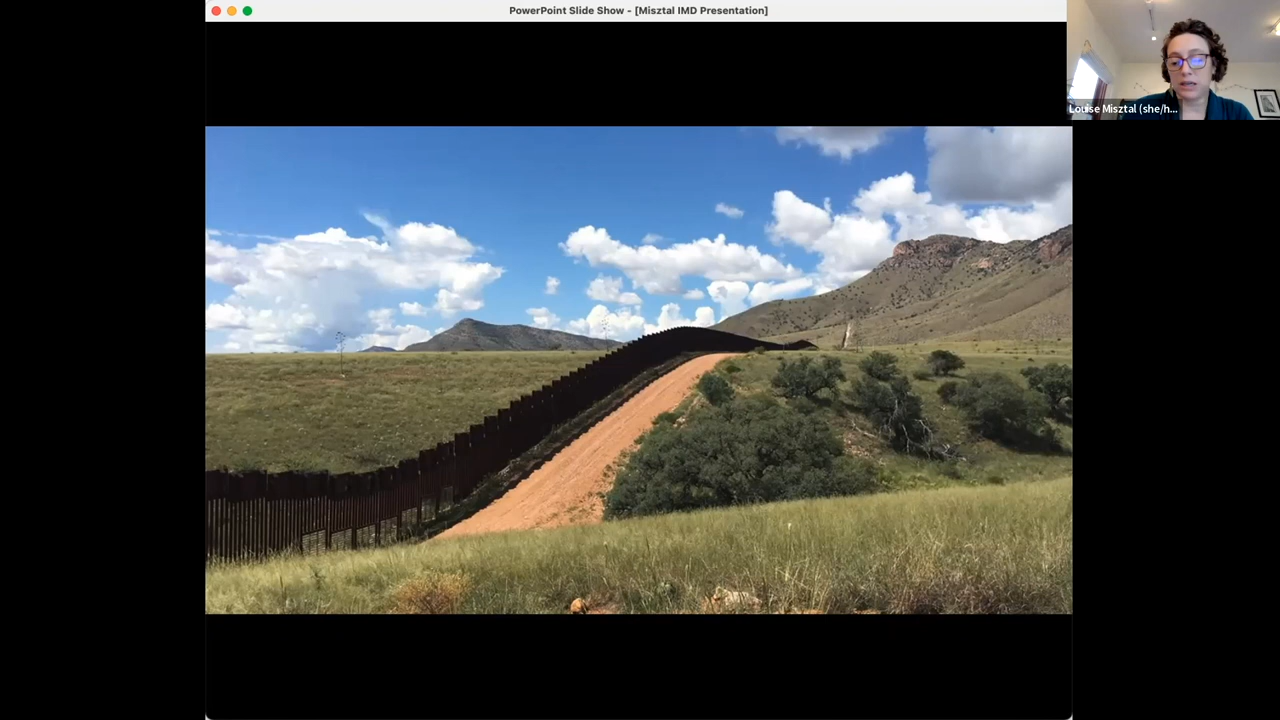 PowerPoint Slide Show - [Misztal IMD Presentation]
Louise Misztal (she/h...